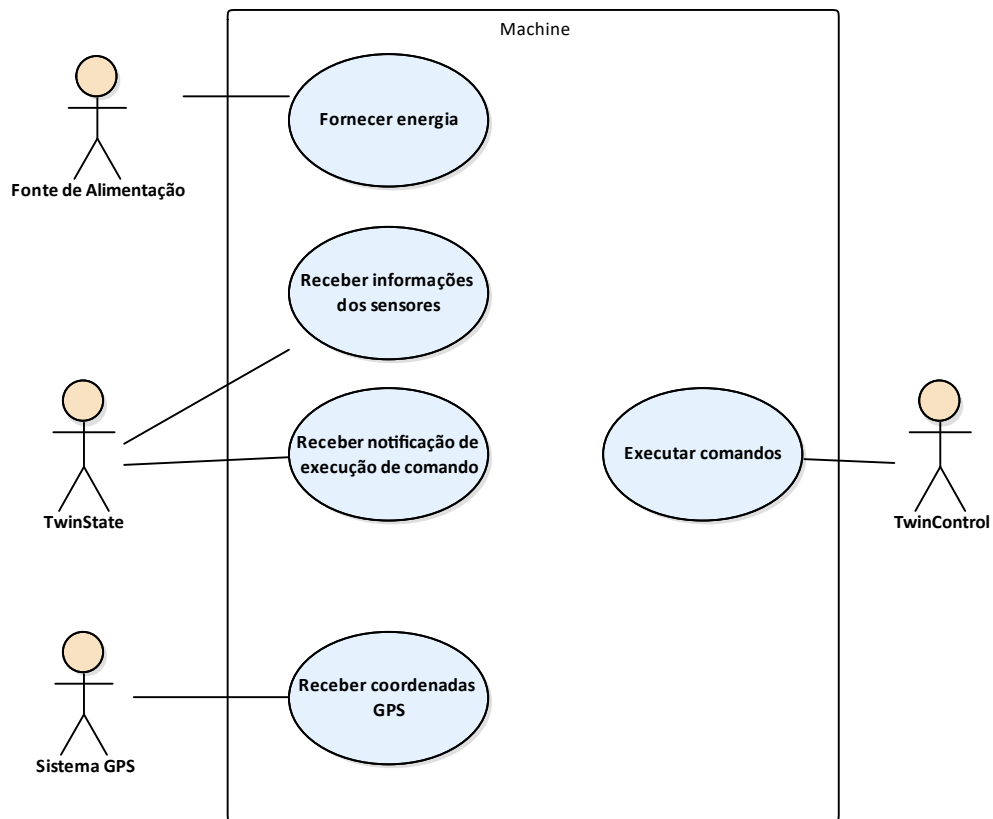 Machine
Fornecer energia
Fonte de Alimentação
Receber informações
dos sensores
Receber notificação de
execução de comando
Executar comandos
TwinState
TwinControl
Receber coordenadas
GPS
Sistema GPS